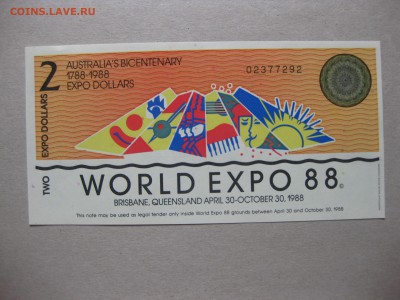 COINS.LAVE.RU
2
TWO EXPO DOLLARS
AUSTRALIA'S BICENTENARY
1788-1988
EXPO DOLLARS
02377292
WORLD EXPO 88
BRISBANE, QUEENSLAND APRIL 30-OCTOBER 30, 1988
This note may be used as legal tender only inside World Expo 88 grounds between April 30 and October 30, 1988